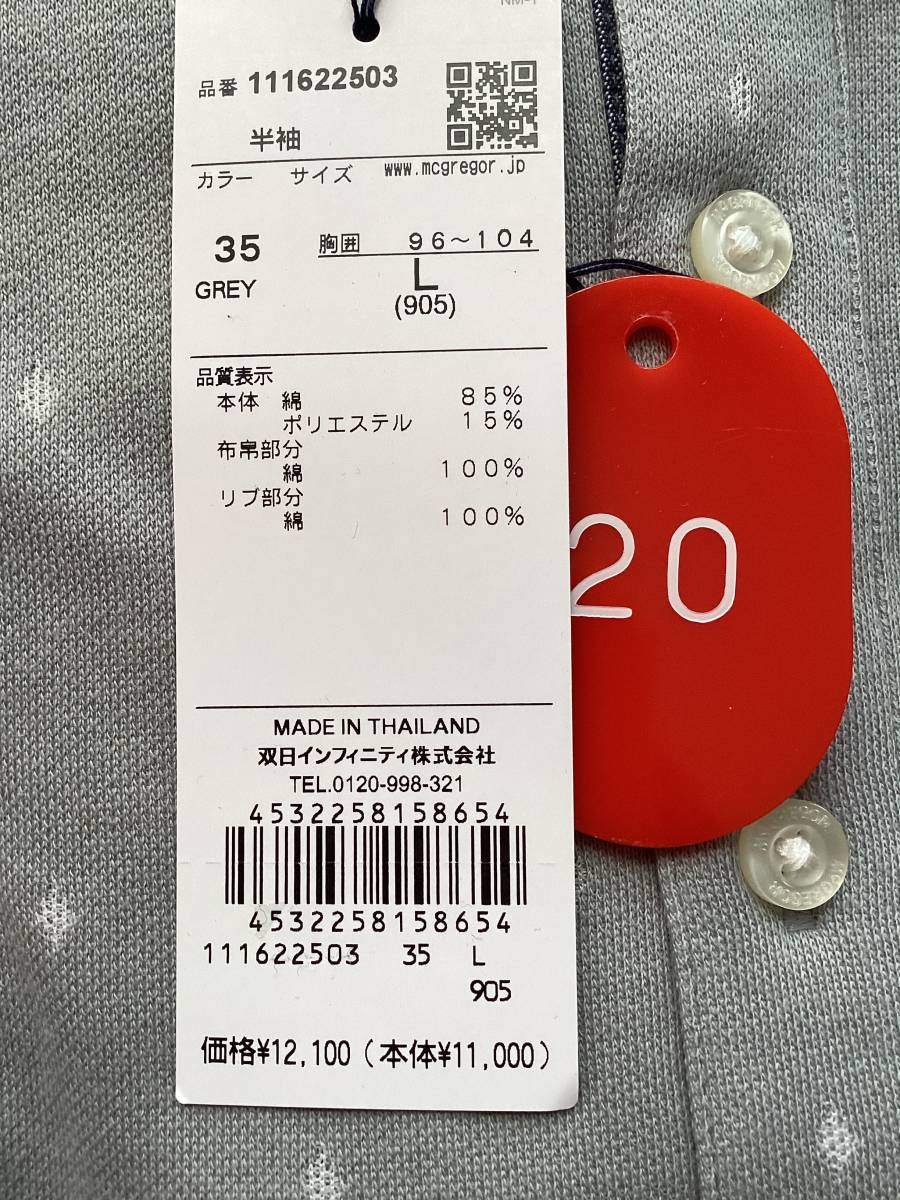 NM-1
品番 111622503
半袖
カラー サイズ www.mcgregor.jp
35 胸囲 96~104
GREY L
(905)
品質表示
本体 綿 85%
ポリエステル 15%
布帛部分
綿 100%
リブ部分
綿 100%
20
MADE IN THAILAND
双日インフィニティ株式会社
TEL.0120-998-321
4532258158654
4532258158654
111622503 35 L
905
価格¥12,100(本体¥11,000)